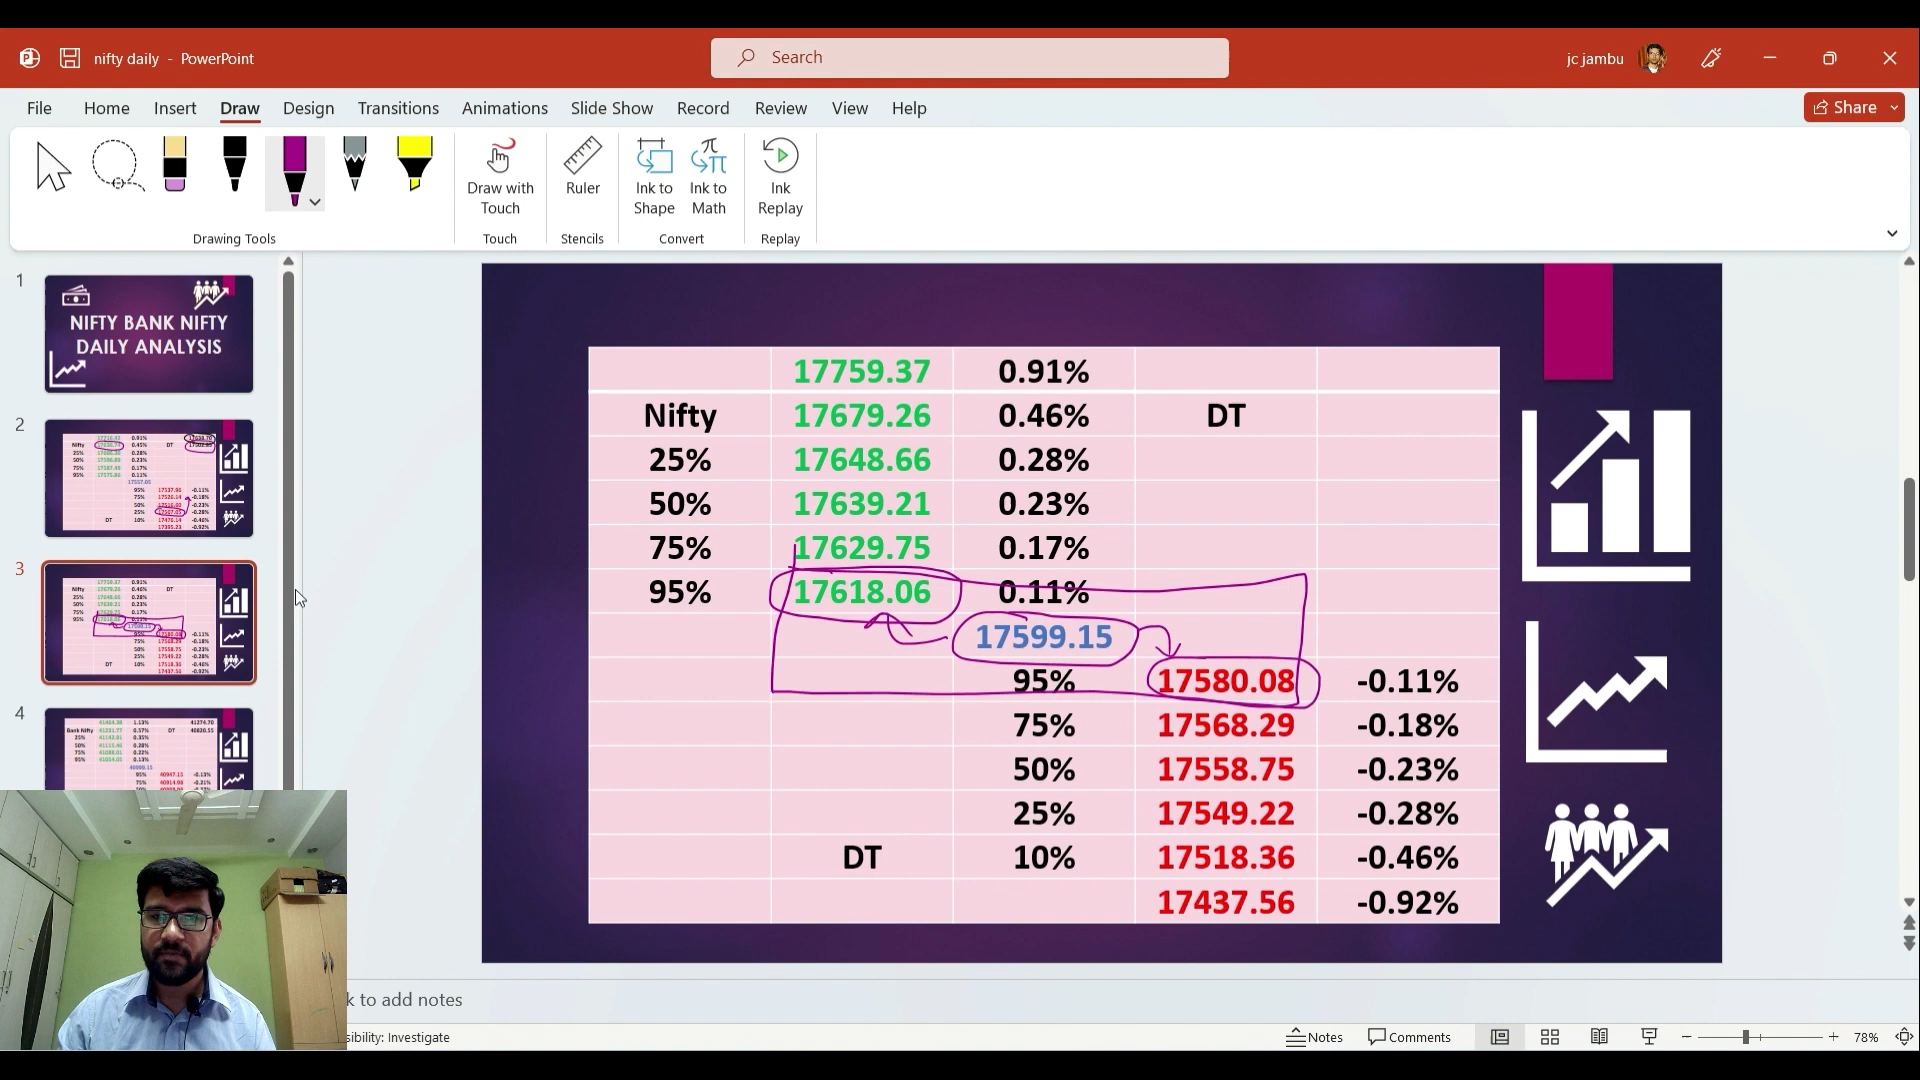 nifty daily - PowerPoint
Search
jc jambu
File Home Insert Draw Design Transitions Animations Slide Show Record Review View Help
Share
Draw with Touch
Ruler
Ink to Shape
Ink to Math
Ink Replay
Drawing Tools
Touch
Stencils
Convert
Replay
1
NIFTY BANK NIFTY
DAILY ANALYSIS
2
3
4
17759.37 0.91%
Nifty 17679.26 0.46% DT
25% 17648.66 0.28%
50% 17639.21 0.23%
75% 17629.75 0.17%
95% 17618.06 0.11%
17599.15
95% 17580.08 -0.11%
75% 17568.29 -0.18%
50% 17558.75 -0.23%
25% 17549.22 -0.28%
DT 10% 17518.36 -0.46%
17437.56 -0.92%
k to add notes
sibility: Investigate
Notes
Comments
78%